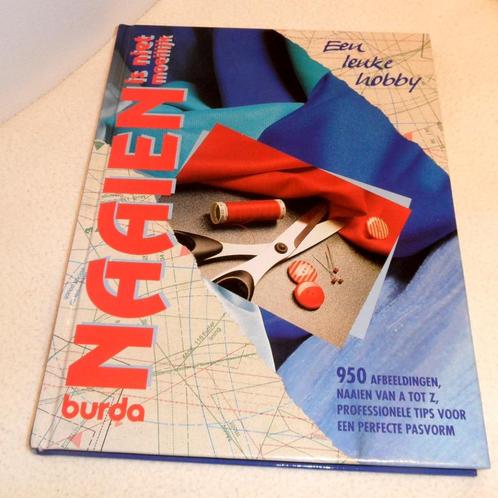 Een
leuke
hobby
NAAIEN
is niet
moeilijk
burda
950 AFBEELDINGEN,
NAAIEN VAN A TOT Z,
PROFESSIONELE TIPS VOOR
EEN PERFECTE PASVORM